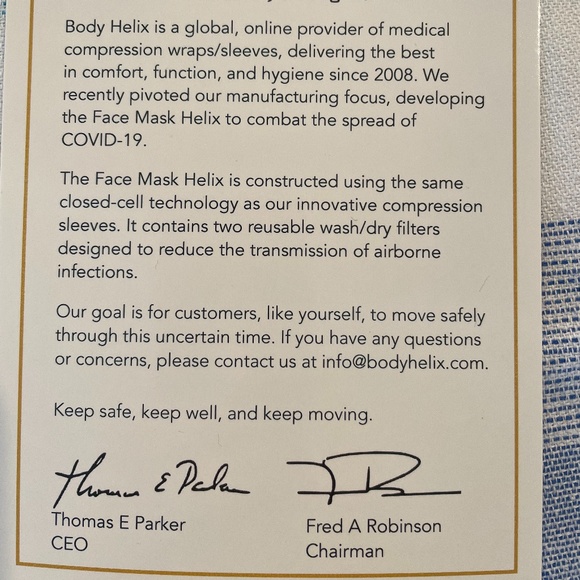 Body Helix is a global, online provider of medical
compression wraps/sleeves, delivering the best
in comfort, function, and hygiene since 2008. We
recently pivoted our manufacturing focus, developing
the Face Mask Helix to combat the spread of
COVID-19.
The Face Mask Helix is constructed using the same
closed-cell technology as our innovative compression
sleeves. It contains two reusable wash/dry filters
designed to reduce the transmission of airborne
infections.
Our goal is for customers, like yourself, to move safely
through this uncertain time. If you have any questions
or concerns, please contact us at info@bodyhelix.com.
Keep safe, keep well, and keep moving.
Thomas E Parker
Thomas E Parker
CEO
Fred A Robinson
Chairman